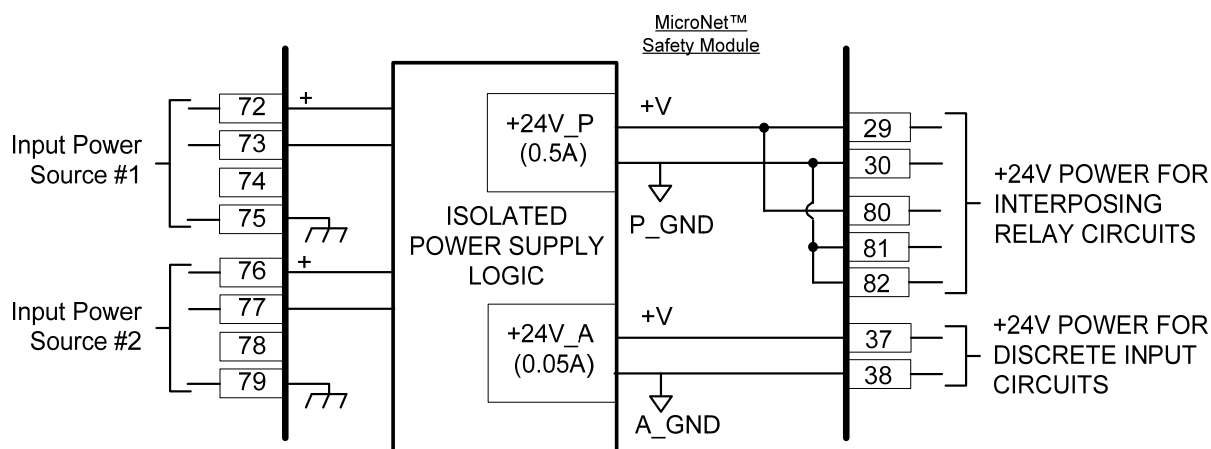 MicroNet™
Safety Module
Input Power
Source #1
72
+
73
74
75
Input Power
Source #2
76
+
77
78
79
ISOLATED
POWER SUPPLY
LOGIC
+24V_P
(0.5A)
+V
P_GND
+24V_A
(0.05A)
+V
A_GND
29
30
80
81
82
+24V POWER FOR
INTERPOSING
RELAY CIRCUITS
37
38
+24V POWER FOR
DISCRETE INPUT
CIRCUITS